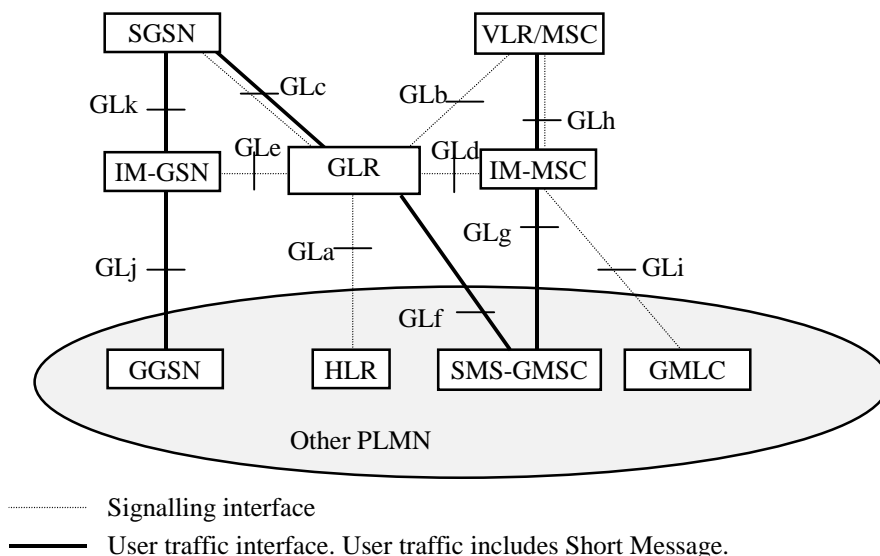 SGSN
VLR/MSC
GLc
GLb
GLk
GLh
GLe
GLd
IM-GSN
GLR
IM-MSC
GLa
GLg
GLj
GLi
GLf
GGSN
HLR
SMS-GMSC
GMLC
Other PLMN
Signalling interface
User traffic interface. User traffic includes Short Message.